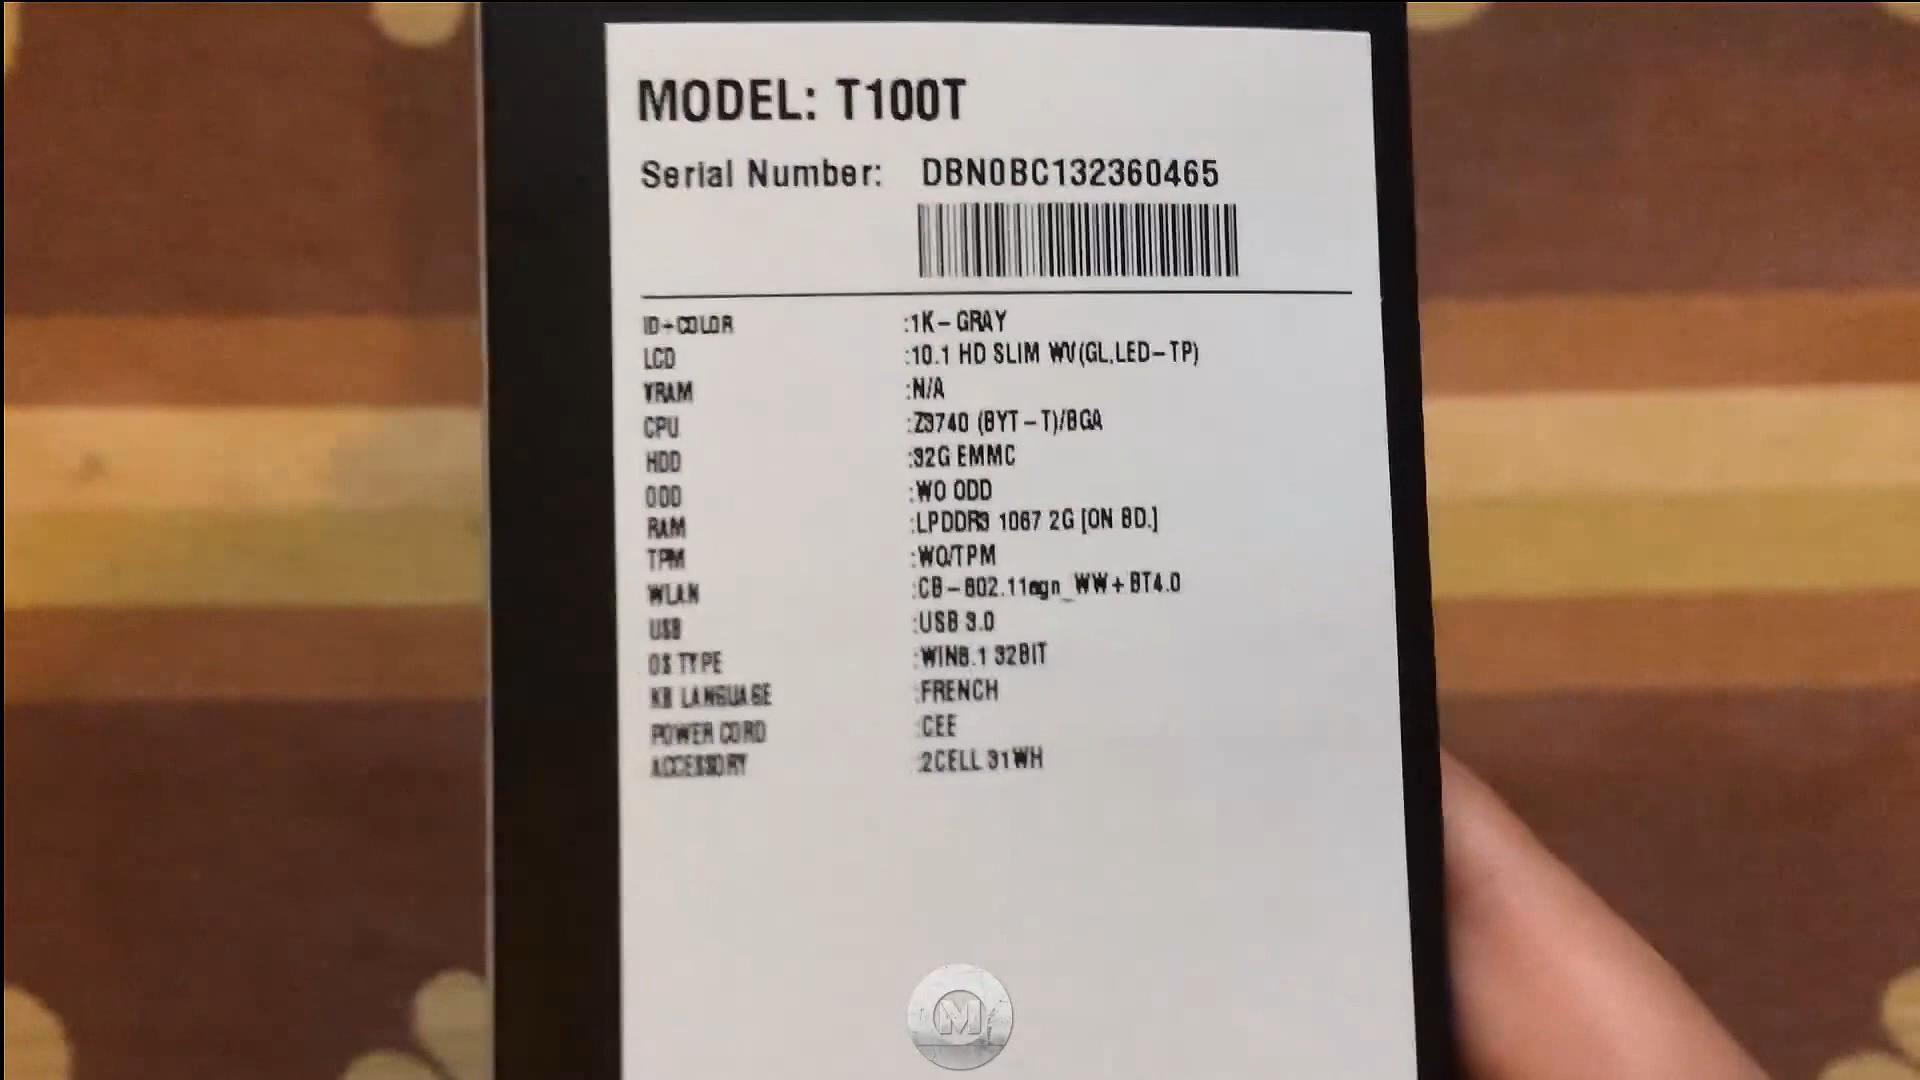 MODEL: T100T
Serial Number: DBN0BC132360465
ID+COLOR :1K-GRAY
LCD :10.1 HD SLIM WV(GL,LED-TP)
VRAM :N/A
CPU :Z3740 (BYT-T)/BGA
HDD :32G EMMC
ODD :WO ODD
RAM :LPDDR3 1067 2G [ON BD.]
TPM :WO/TPM
WLAN :CB-802.11agn_WW+BT4.0
USB :USB 3.0
OS TYPE :WIN8.1 32BIT
KB LANGUAGE :FRENCH
POWER CORD :CEE
ACCESSORY :2CELL 31WH
M